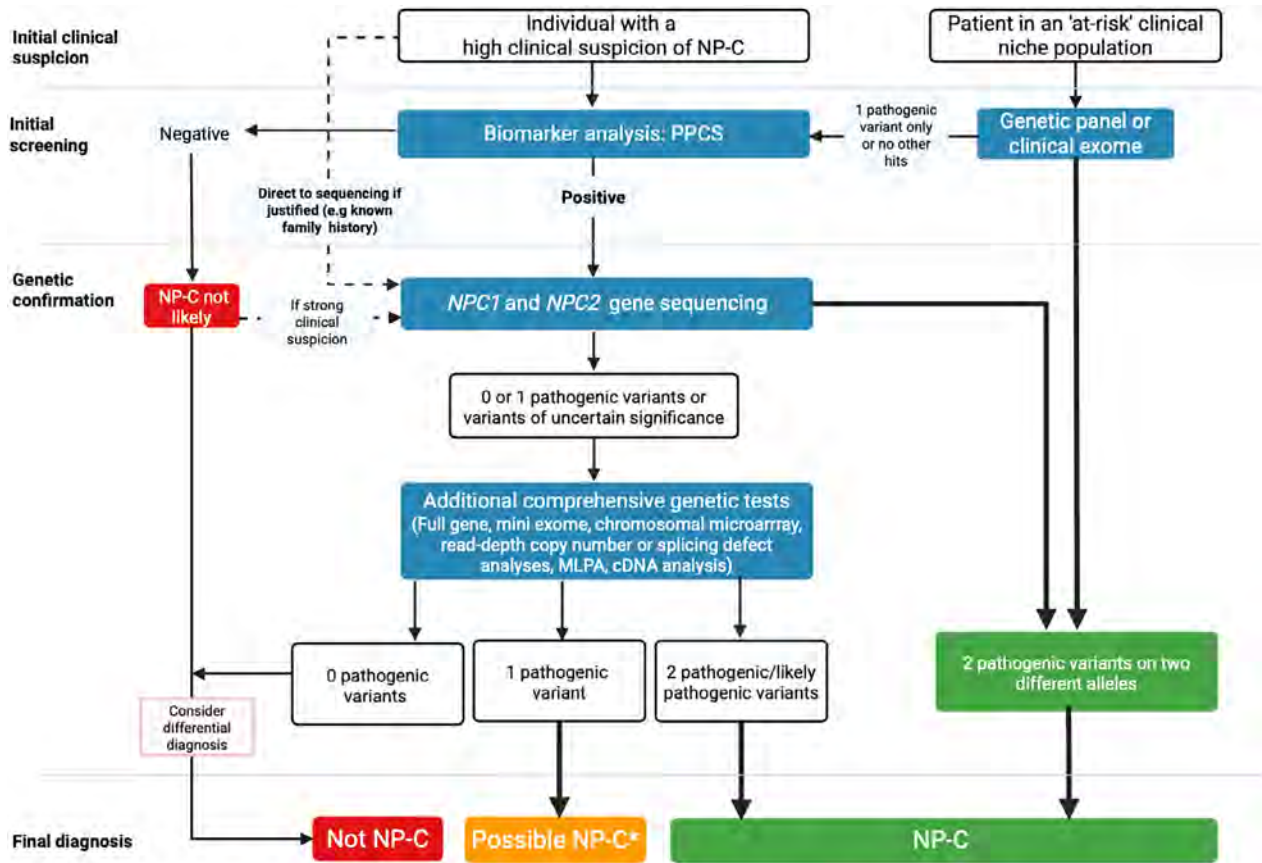 Initial clinical
suspicion
Individual with a
high clinical suspicion of NP-C
Patient in an 'at-risk' clinical
niche population
Initial
screening
Negative
Biomarker analysis: PPCS
1 pathogenic
variant only
or no other
hits
Genetic panel or
clinical exome
Direct to sequencing if
justified (e.g known
family history)
Positive
Genetic
confirmation
NP-C not
likely
If strong
clinical
suspicion
NPC1 and NPC2 gene sequencing
0 or 1 pathogenic variants or
variants of uncertain significance
Additional comprehensive genetic tests
(Full gene, mini exome, chromosomal microarrray,
read-depth copy number or splicing defect
analyses, MLPA, cDNA analysis)
0 pathogenic
variants
1 pathogenic
variant
2 pathogenic/likely
pathogenic variants
2 pathogenic variants on two
different alleles
Consider
differential
diagnosis
Final diagnosis
Not NP-C
Possible NP-C*
NP-C